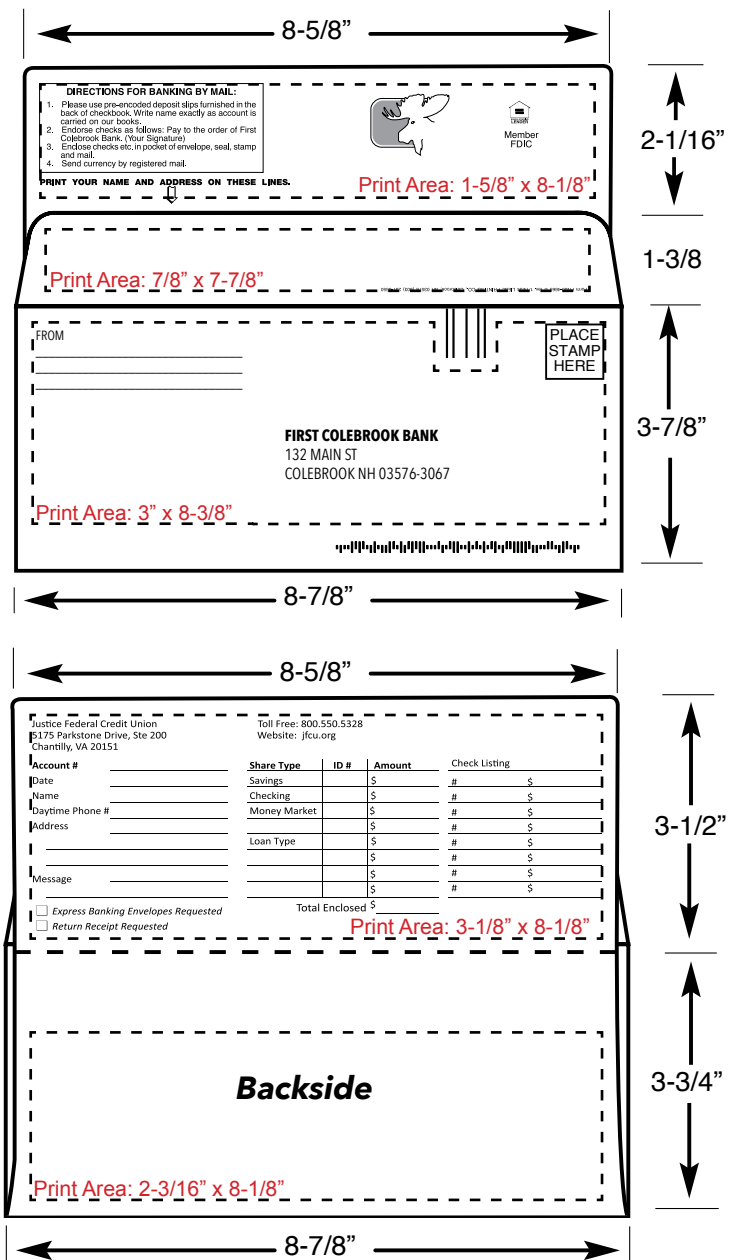 8-5/8”
DIRECTIONS FOR BANKING BY MAIL:
1. Please use pre-encoded deposit slips furnished in the
back of checkbook. Write name exactly as account is
carried on our books.
2. Endorse checks as follows: Pay to the order of First
Colebrook Bank. (Your Signature)
3. Enclose checks etc. in pocket of envelope, seal, stamp
and mail.
4. Send currency by registered mail.
PRINT YOUR NAME AND ADDRESS ON THESE LINES.
LENDER
Member
FDIC
Print Area: 1-5/8” x 8-1/8”
2-1/16”
1-3/8
Print Area: 7/8” x 7-7/8”
FROM
PLACE
STAMP
HERE
FIRST COLEBROOK BANK
132 MAIN ST
COLEBROOK NH 03576-3067
3-7/8”
Print Area: 3” x 8-3/8”
8-7/8”
8-5/8”
Justice Federal Credit Union
5175 Parkstone Drive, Ste 200
Chantilly, VA 20151
Toll Free: 800.550.5328
Website: jfcu.org
Account #
Date
Name
Daytime Phone #
Address
Message
Express Banking Envelopes Requested
Return Receipt Requested
Share Type ID # Amount
Savings $
Checking $
Money Market $
$
Loan Type $
$
$
$
Total Enclosed $
Check Listing
# $
# $
# $
# $
# $
# $
# $
# $
Print Area: 3-1/8” x 8-1/8”
3-1/2”
Backside
3-3/4”
Print Area: 2-3/16” x 8-1/8”
8-7/8”